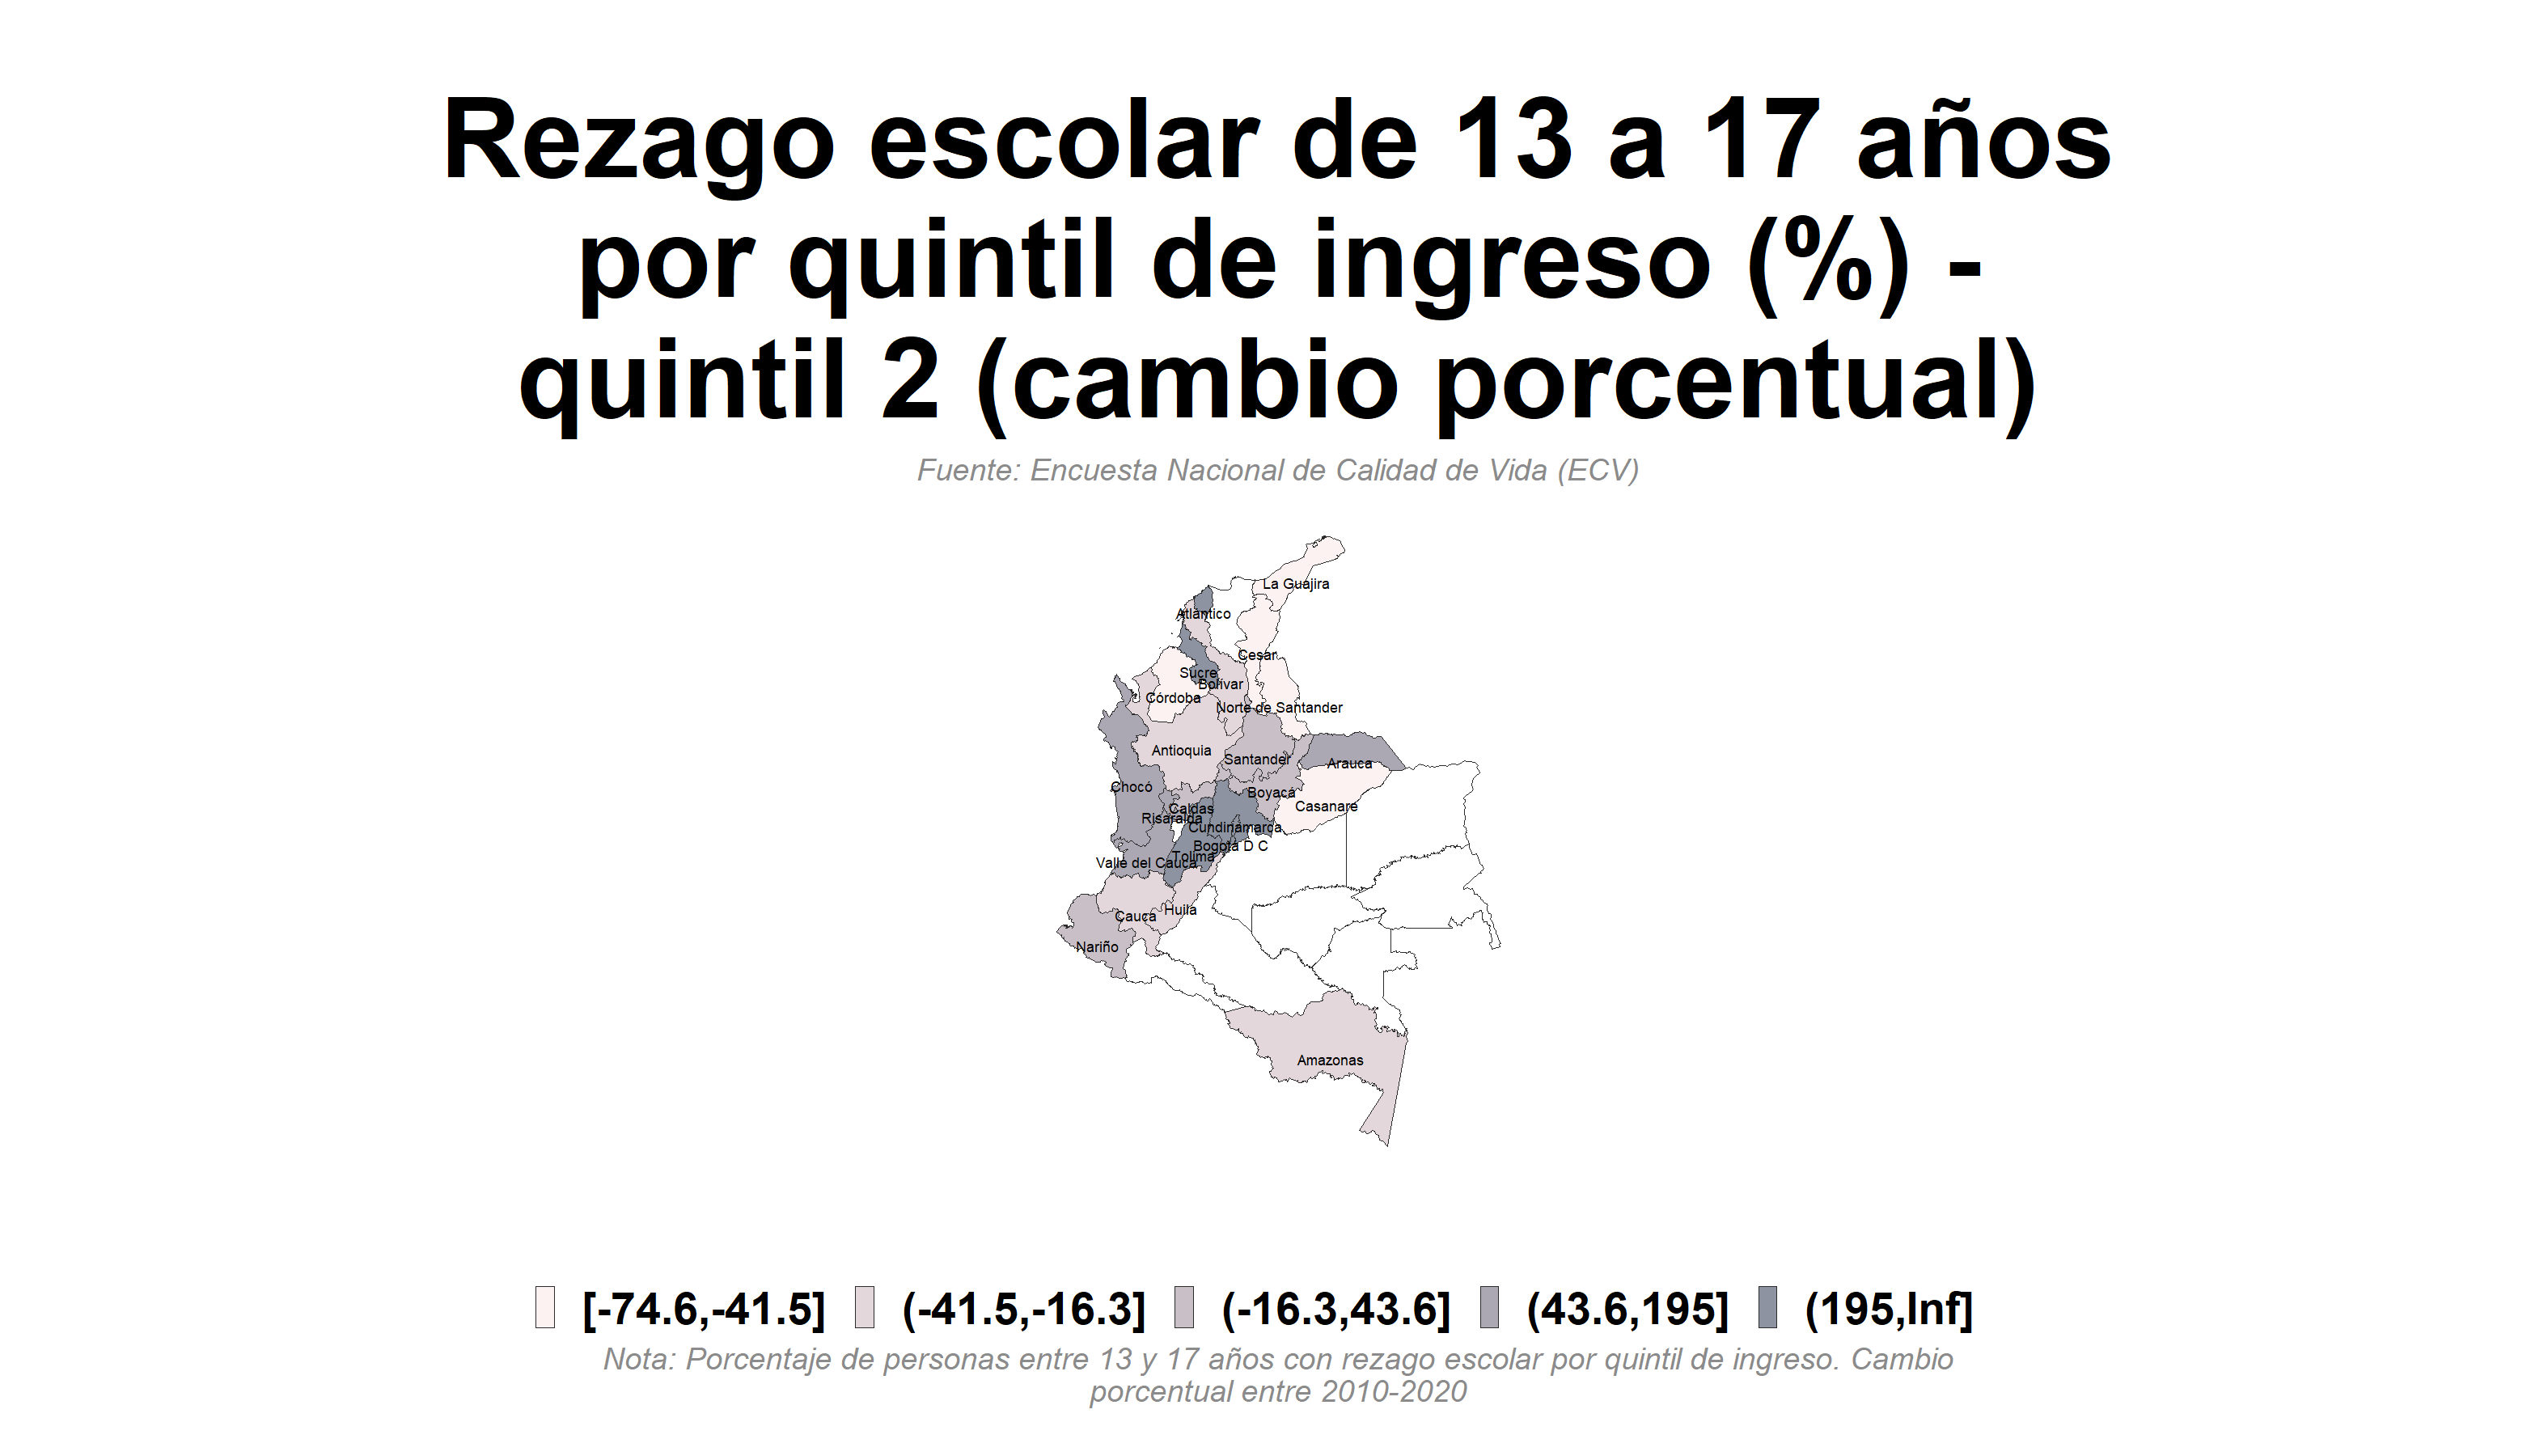 Rezago escolar de 13 a 17 años
por quintil de ingreso (%) -
quintil 2 (cambio porcentual)
Fuente: Encuesta Nacional de Calidad de Vida (ECV)
La Guajira
Atlántico
Cesar
Sucre
Bolívar
Córdoba
Norte de Santander
Antioquia
Santander
Arauca
Chocó
Boyacá
Casanare
Caldas
Risaralda
Cundinamarca
Bogotá D C
Tolima
Valle del Cauca
Huila
Cauca
Nariño
Amazonas
[-74.6,-41.5] (-41.5,-16.3] (-16.3,43.6] (43.6,195] (195,Inf]
Nota: Porcentaje de personas entre 13 y 17 años con rezago escolar por quintil de ingreso. Cambio
porcentual entre 2010-2020